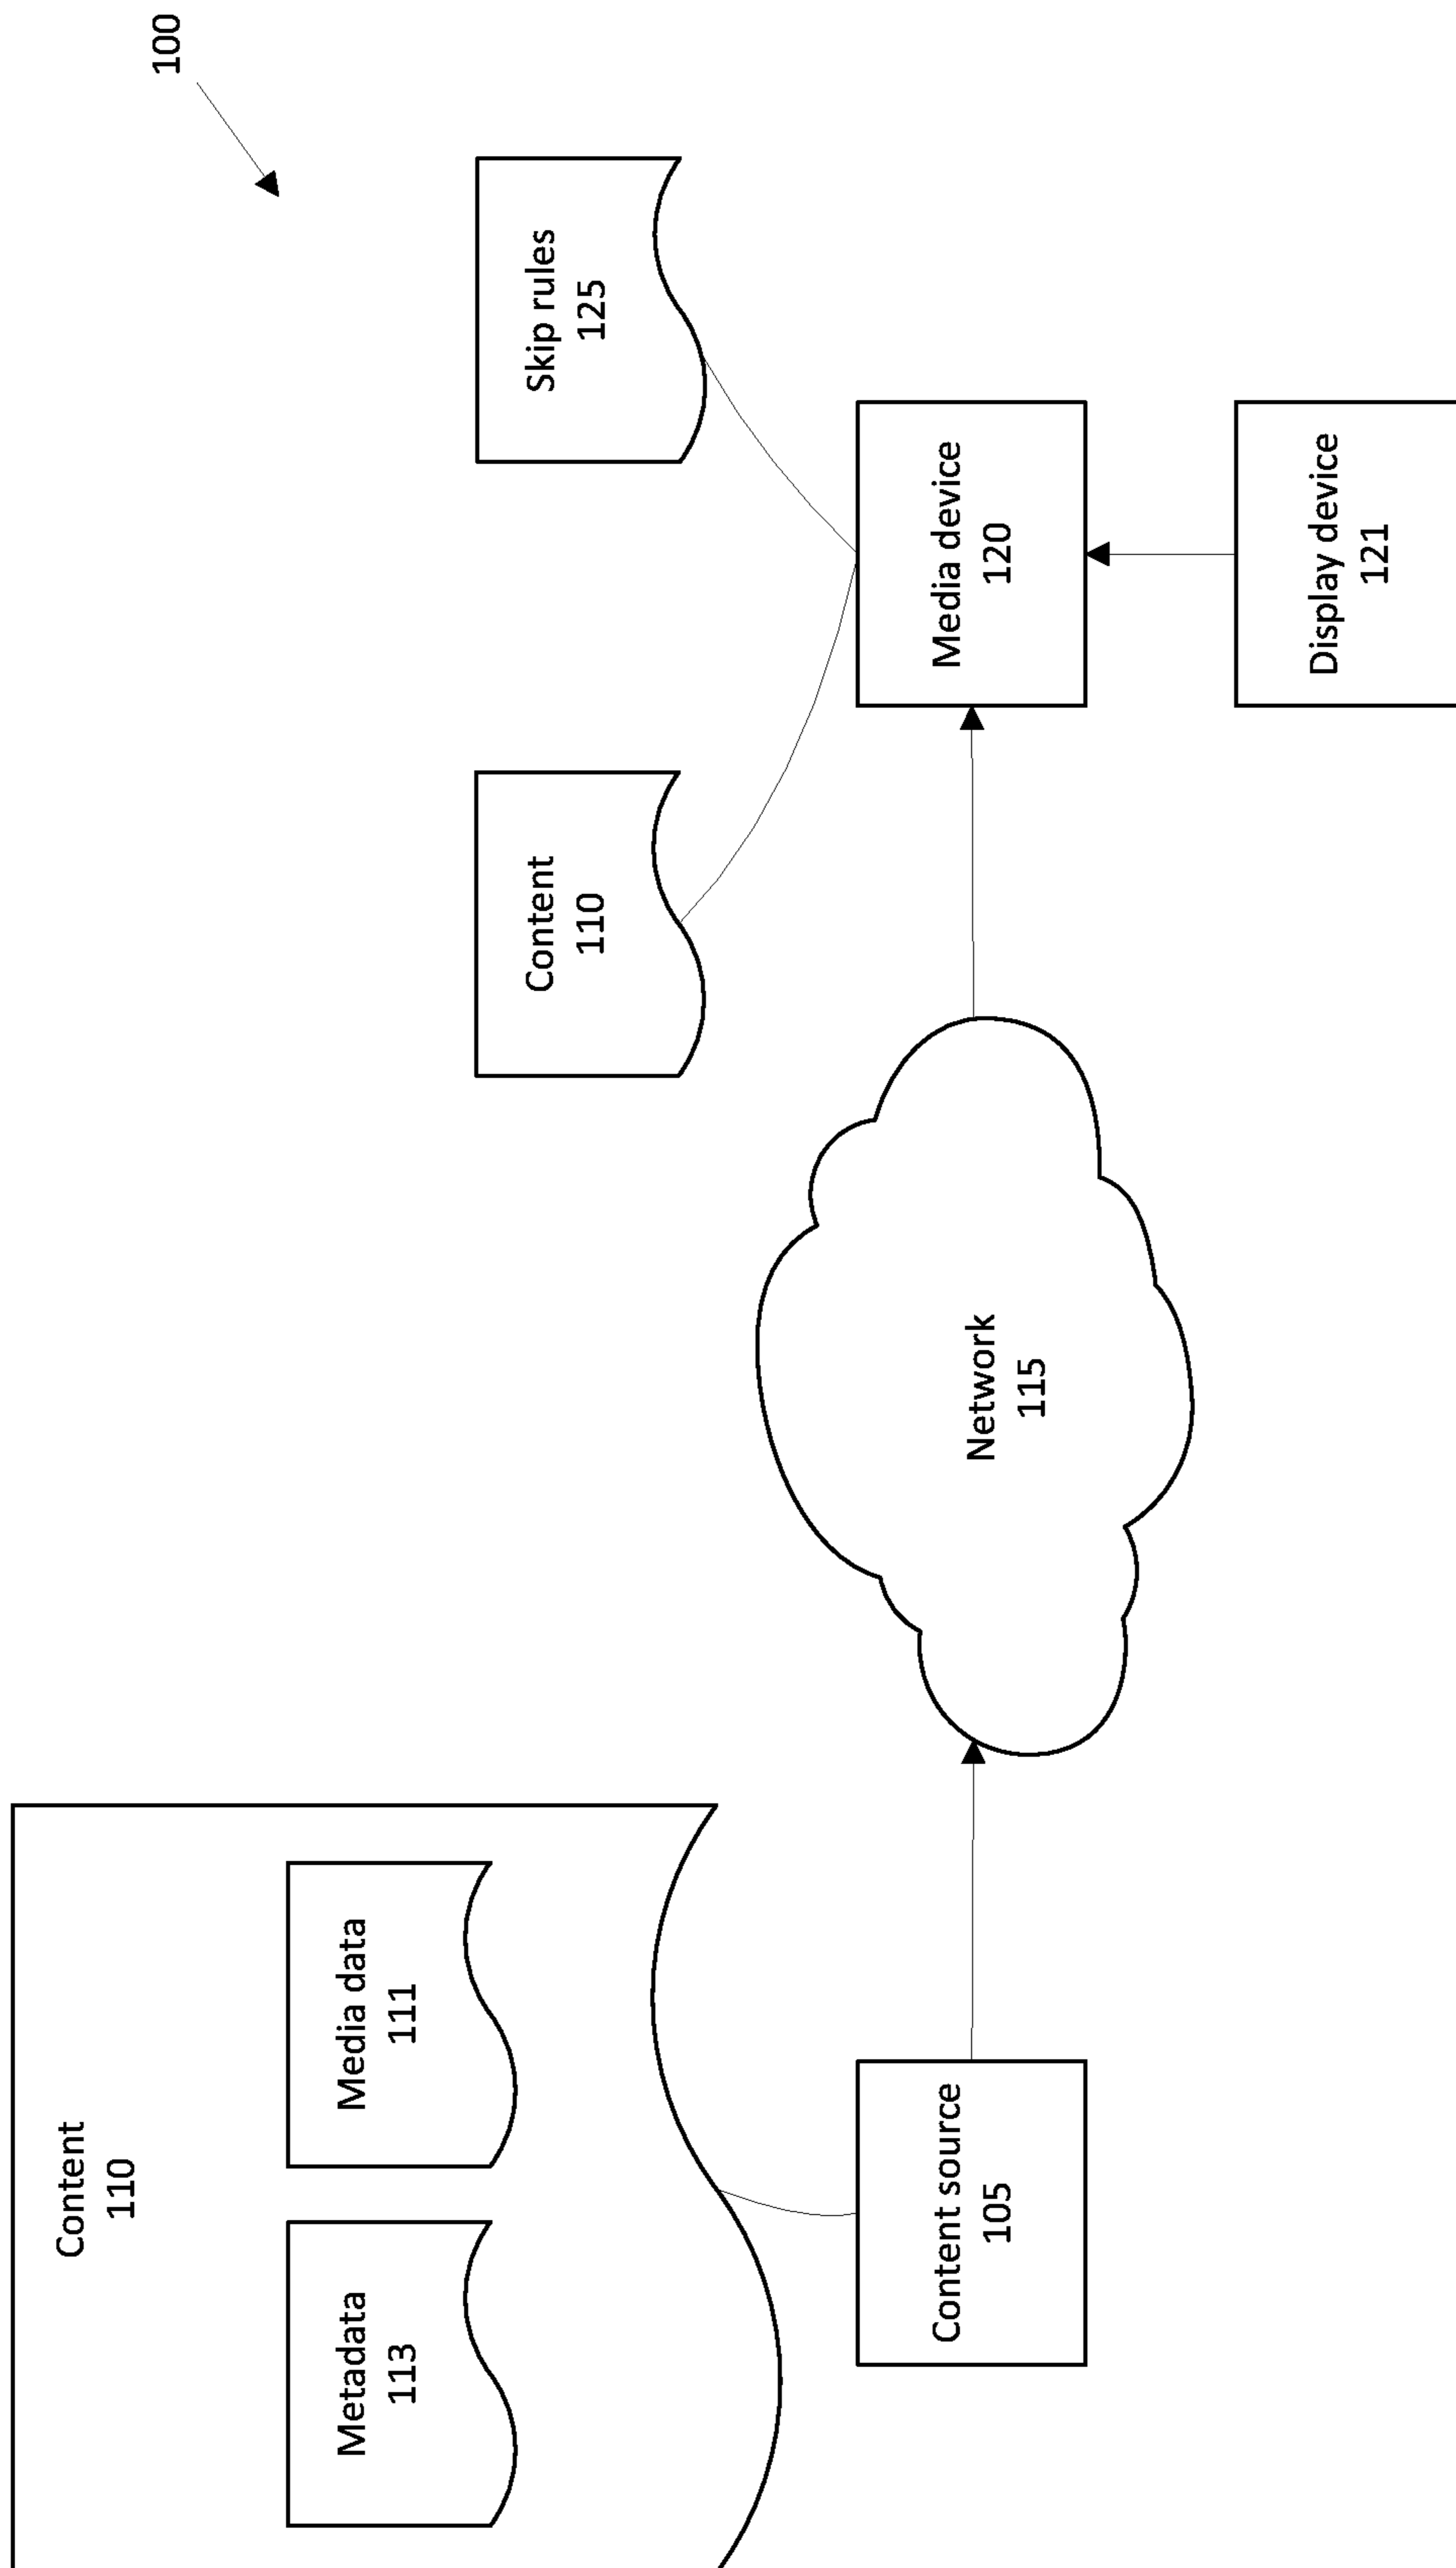 100
Content
110
Metadata
113
Media data
111
Content
110
Skip rules
125
Content source
105
Network
115
Media device
120
Display device
121